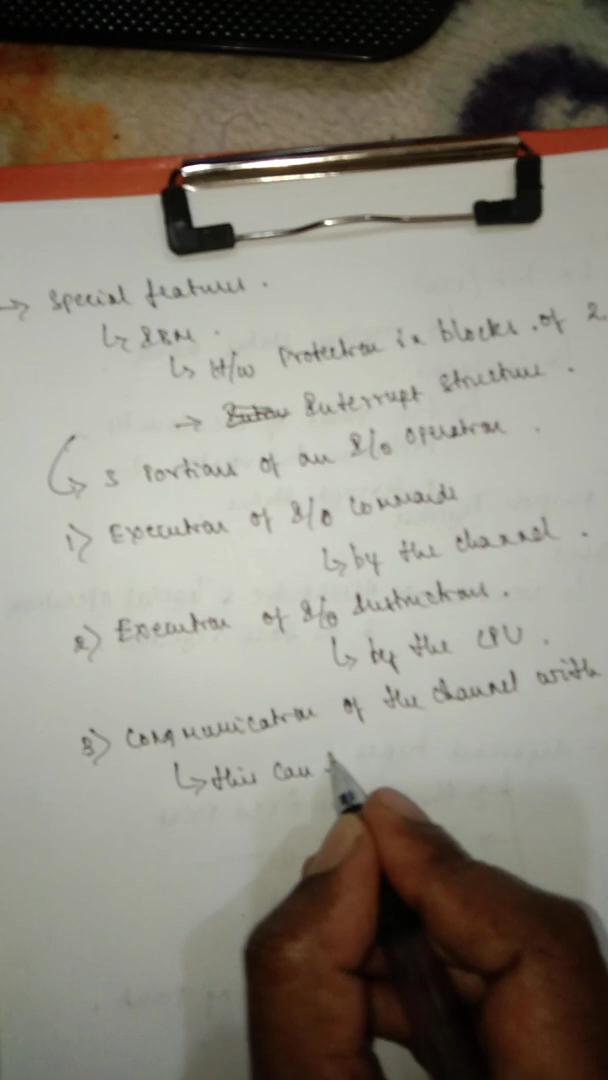 → Special features.
↳ IBM.
↳ H/w Protection in blocks of 2
→ Interrupt structure.
↳ 3 Portions of an I/O operation.
1) Execution of I/O commands
↳ by the channel.
2) Execution of I/O Instructions.
↳ by the CPU.
3) Communication of the channel with
↳ this can